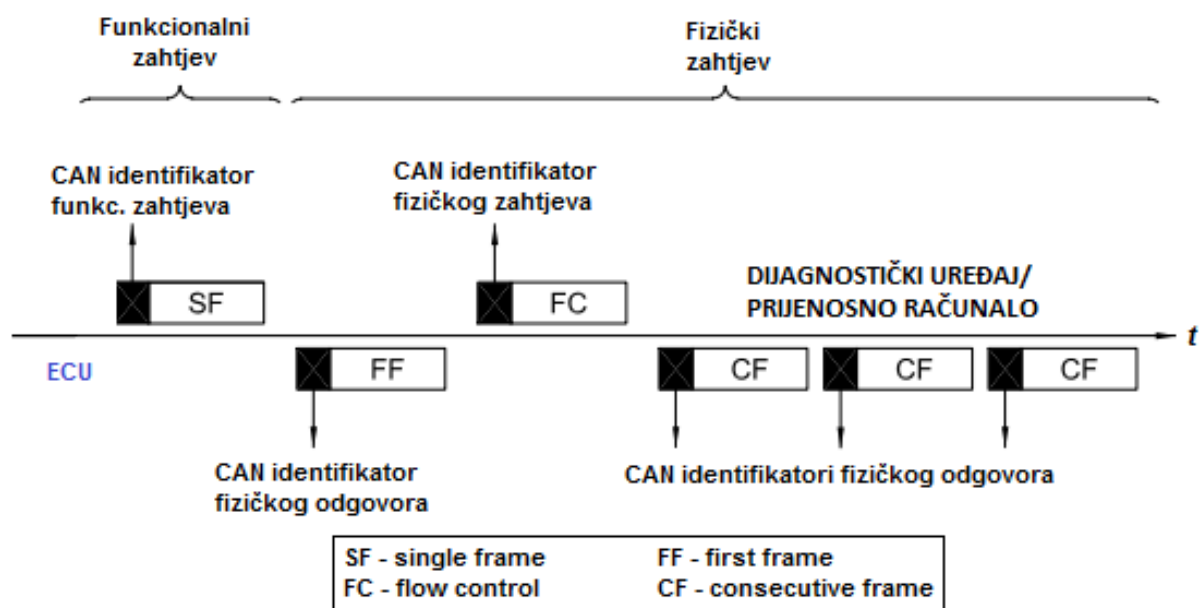 Funkcionalni
zahtjev
Fizički
zahtjev
CAN identifikator
funkc. zahtjeva
CAN identifikator
fizičkog zahtjeva
SF
FC
DIJAGNOSTIČKI UREĐAJ/
PRIJENOSNO RAČUNALO
t
ECU
FF
CF
CF
CF
CAN identifikator
fizičkog odgovora
CAN identifikatori fizičkog odgovora
SF - single frame
FF - first frame
FC - flow control
CF - consecutive frame